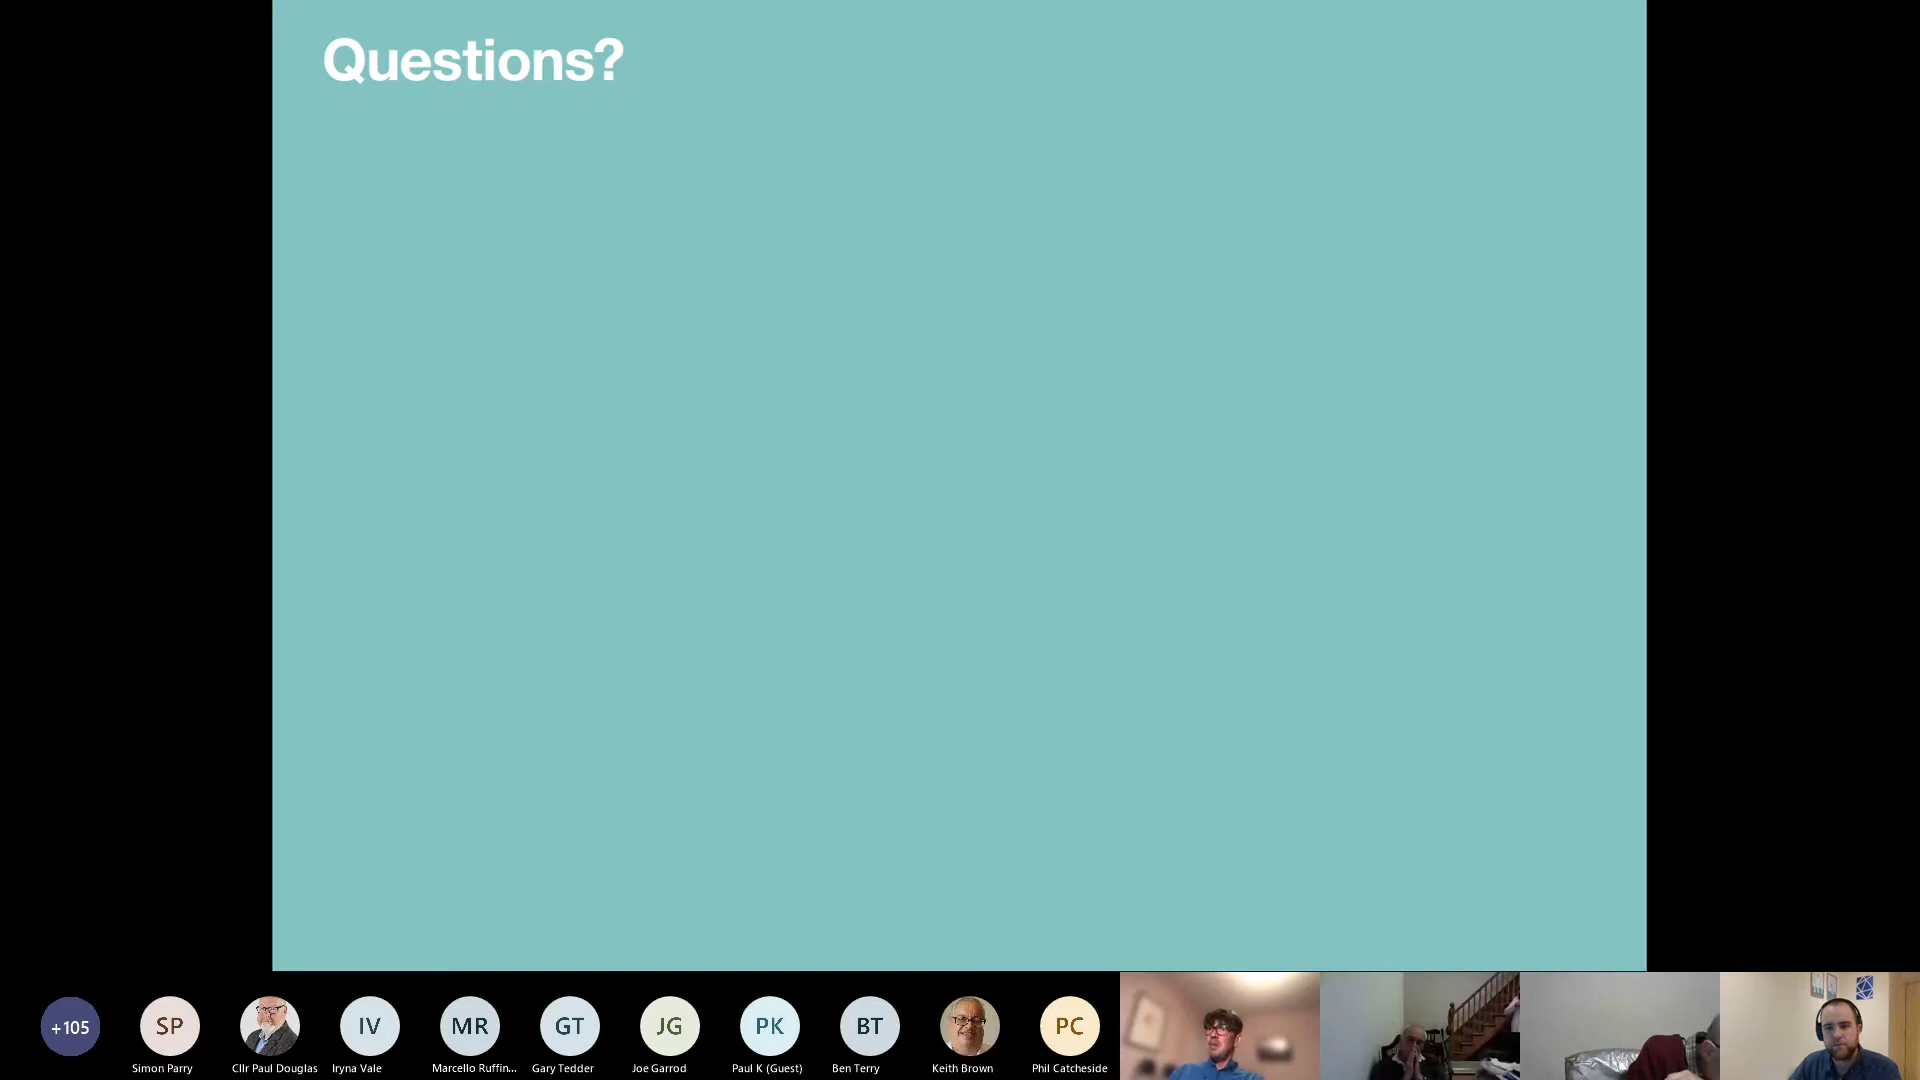 Questions?
+105
SP
IV
MR
GT
JG
PK
BT
PC
Simon Parry
Cllr Paul Douglas
Iryna Vale
Marcello Ruffin...
Gary Tedder
Joe Garrod
Paul K (Guest)
Ben Terry
Keith Brown
Phil Catcheside